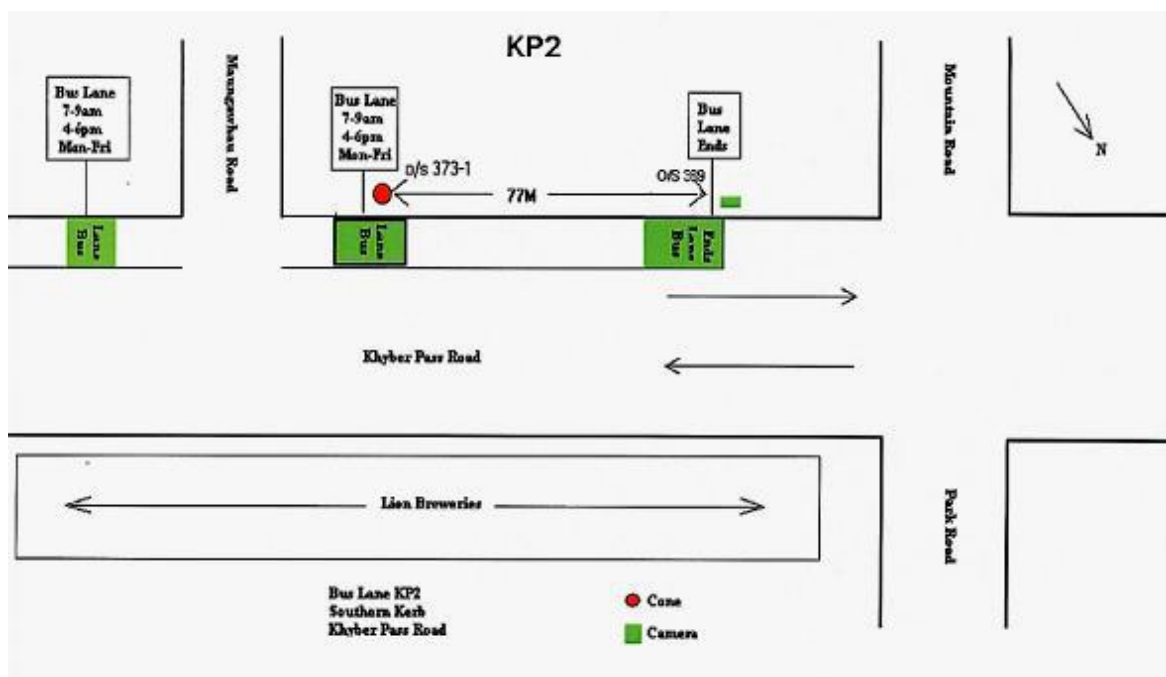 KP2
Maungawhau Road
Mountain Road
Bus Lane
7-9am
4-6pm
Mon-Fri
Bus Lane
7-9am
4-6pm
Mon-Fri
Bus
Lane
Ends
N
O/S 373-1
77M
O/S 369
Lane
Bus
Lane
Bus
Ends
Lane
Bus
Khyber Pass Road
Lion Breweries
Park Road
Bus Lane KP2
Southern Kerb
Khyber Pass Road
Cone
Camera